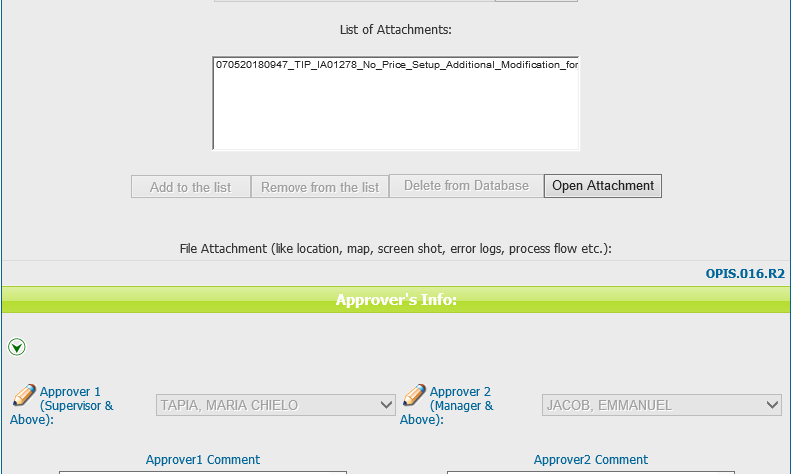 List of Attachments:
070520180947_TIP_IA01278_No_Price_Setup_Additional_Modification_for
Add to the list
Remove from the list
Delete from Database
Open Attachment
File Attachment (like location, map, screen shot, error logs, process flow etc.):
OPIS.016.R2
Approver's Info:
Approver 1
(Supervisor &
Above):
TAPIA, MARIA CHIELO
Approver 2
(Manager &
Above):
JACOB, EMMANUEL
Approver1 Comment
Approver2 Comment